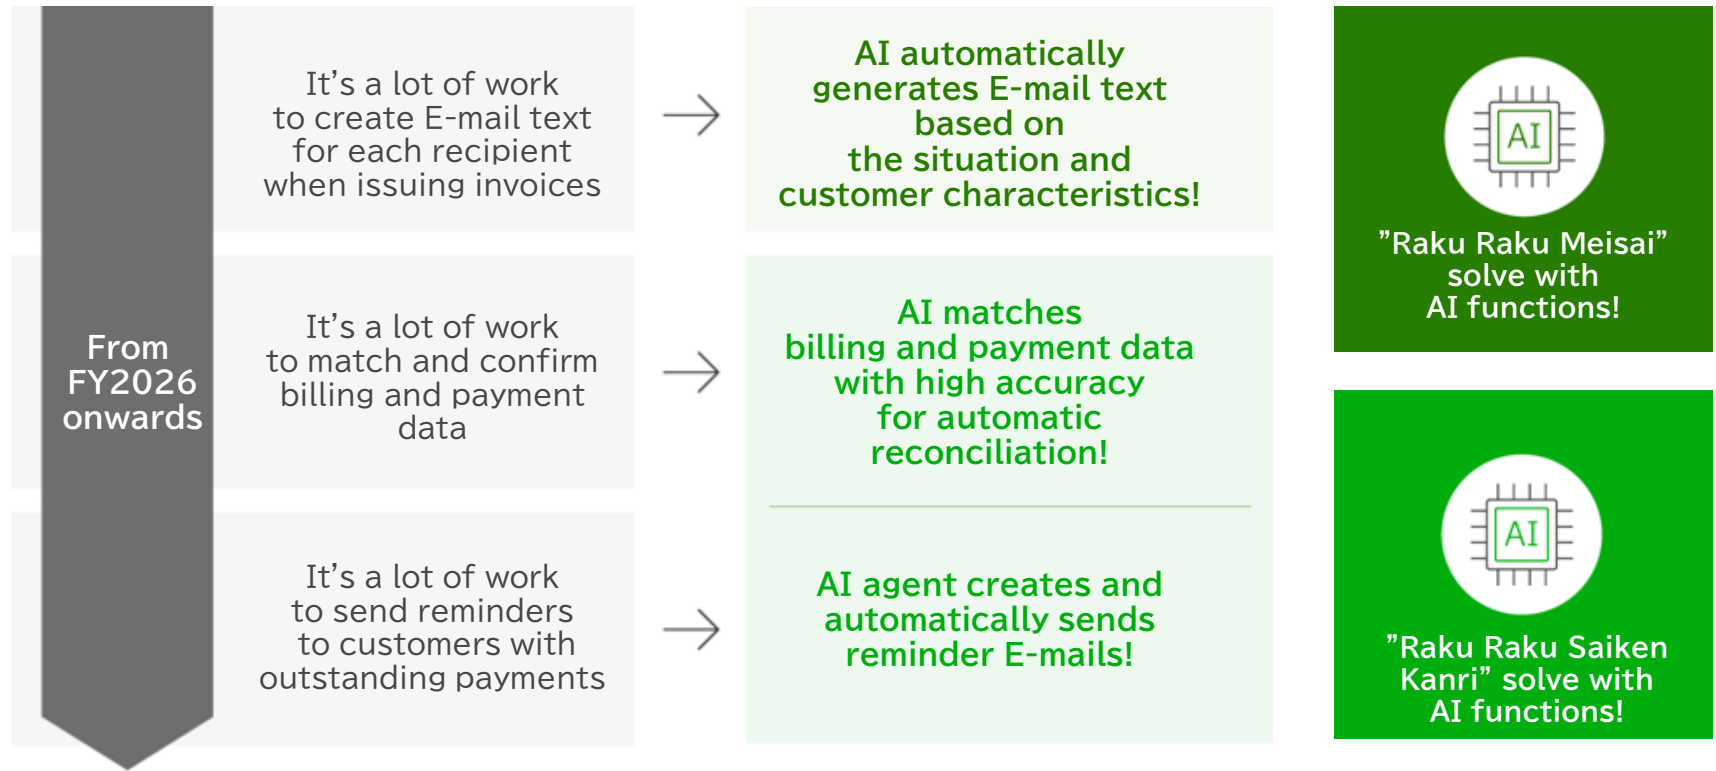 From
FY2026
onwards
It's a lot of work
to create E-mail text
for each recipient
when issuing invoices
AI automatically
generates E-mail text
based on
the situation and
customer characteristics!
It's a lot of work
to match and confirm
billing and payment
data
AI matches
billing and payment data
with high accuracy
for automatic
reconciliation!
It's a lot of work
to send reminders
to customers with
outstanding payments
AI agent creates and
automatically sends
reminder E-mails!
AI
”Raku Raku Meisai”
solve with
AI functions!
AI
”Raku Raku Saiken
Kanri” solve with
AI functions!